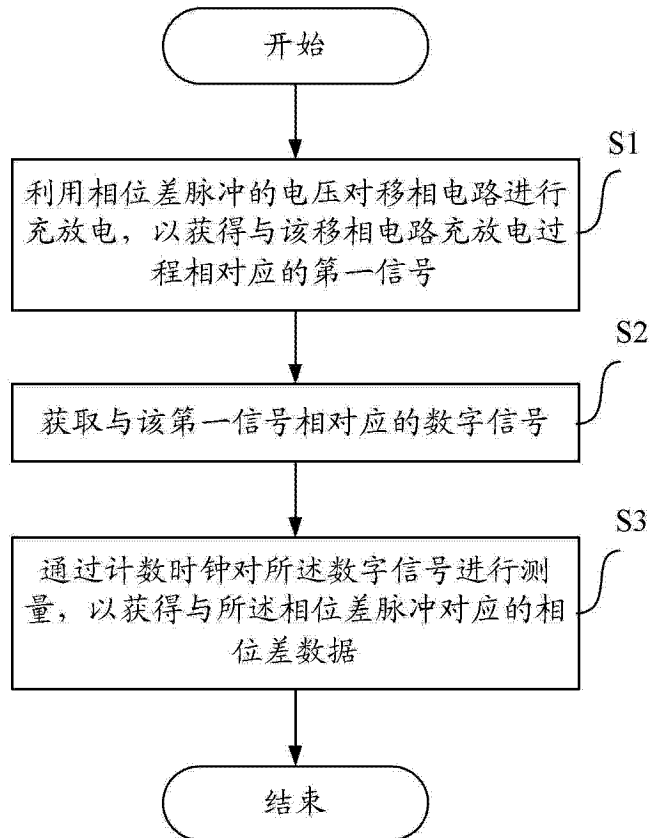 开始
S1
利用相位差脉冲的电压对移相电路进行
充放电，以获得与该移相电路充放电过
程相对应的第一信号
S2
获取与该第一信号相对应的数字信号
S3
通过计数时钟对所述数字信号进行测
量，以获得与所述相位差脉冲对应的相
位差数据
结束